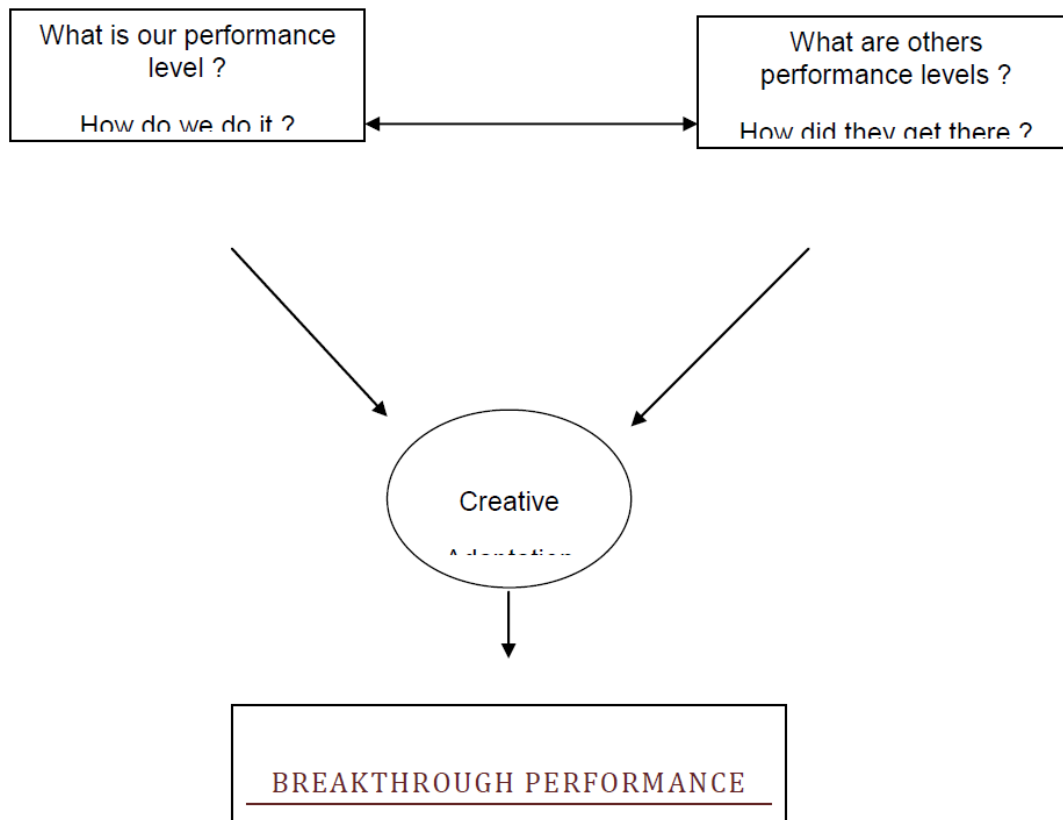 What is our performance
level ?
How do we do it ?
What are others
performance levels ?
How did they get there ?
Creative
Adaptation
BREAKTHROUGH PERFORMANCE